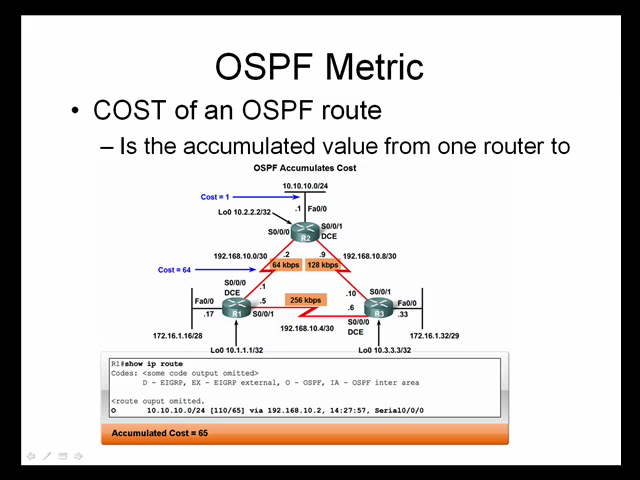 OSPF Metric
• COST of an OSPF route
– Is the accumulated value from one router to
OSPF Accumulates Cost
10.10.10.0/24
Cost = 1
.1 Fa0/0
Lo0 10.2.2.2/32
S0/0/1
S0/0/0 R2 DCE
192.168.10.0/30 .2 .9 192.168.10.8/30
64 kbps 128 kbps
Cost = 64
S0/0/0 .1 .10 S0/0/1
DCE
Fa0/0 256 kbps Fa0/0
R1 .5 .6 R3
.17 S0/0/1 .33
S0/0/0
192.168.10.4/30 DCE
172.16.1.16/28 172.16.1.32/29
Lo0 10.1.1.1/32 Lo0 10.3.3.3/32
R1#show ip route
Codes: <some code output omitted>
D - EIGRP, EX - EIGRP external, O - OSPF, IA - OSPF inter area
<route ouput omitted.
O 10.10.10.0/24 [110/65] via 192.168.10.2, 14:27:57, Serial0/0/0
Accumulated Cost = 65